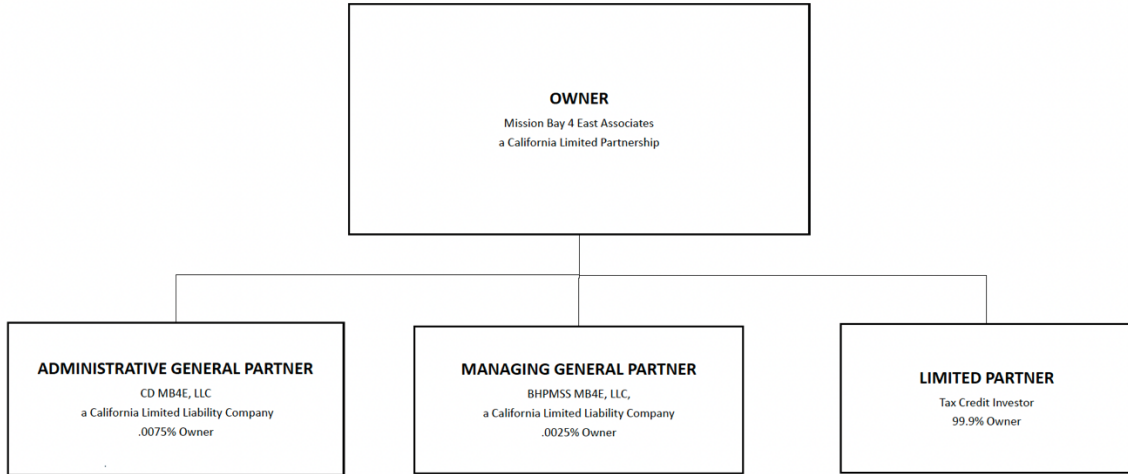 OWNER
Mission Bay 4 East Associates
a California Limited Partnership
ADMINISTRATIVE GENERAL PARTNER
CD MB4E, LLC
a California Limited Liability Company
.0075% Owner
MANAGING GENERAL PARTNER
BHPMSS MB4E, LLC,
a California Limited Liability Company
.0025% Owner
LIMITED PARTNER
Tax Credit Investor
99.9% Owner